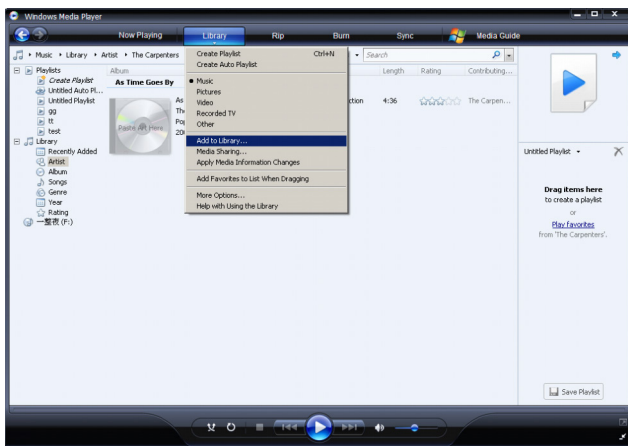 Windows Media Player
Now Playing
Library
Rip
Burn
Sync
Media Guide
Music ▸ Library ▸ Artist ▸ The Carpenters
Search
Create Playlist Ctrl+N
Create Auto Playlist
Music
Pictures
Video
Recorded TV
Other
Add to Library...
Media Sharing...
Apply Media Information Changes
Add Favorites to List When Dragging
More Options...
Help with Using the Library
Playlists
Create Playlist
Untitled Auto Pl...
Untitled Playlist
gg
tt
test
Library
Recently Added
Artist
Album
Songs
Genre
Year
Rating
(F:)
Album
As Time Goes By
Paste Art Here
As
Length
Rating
Contributing...
ction
4:36
The Carpen...
Untitled Playlist
Drag items here
to create a playlist
or
Play favorites
from 'The Carpenters'.
Save Playlist